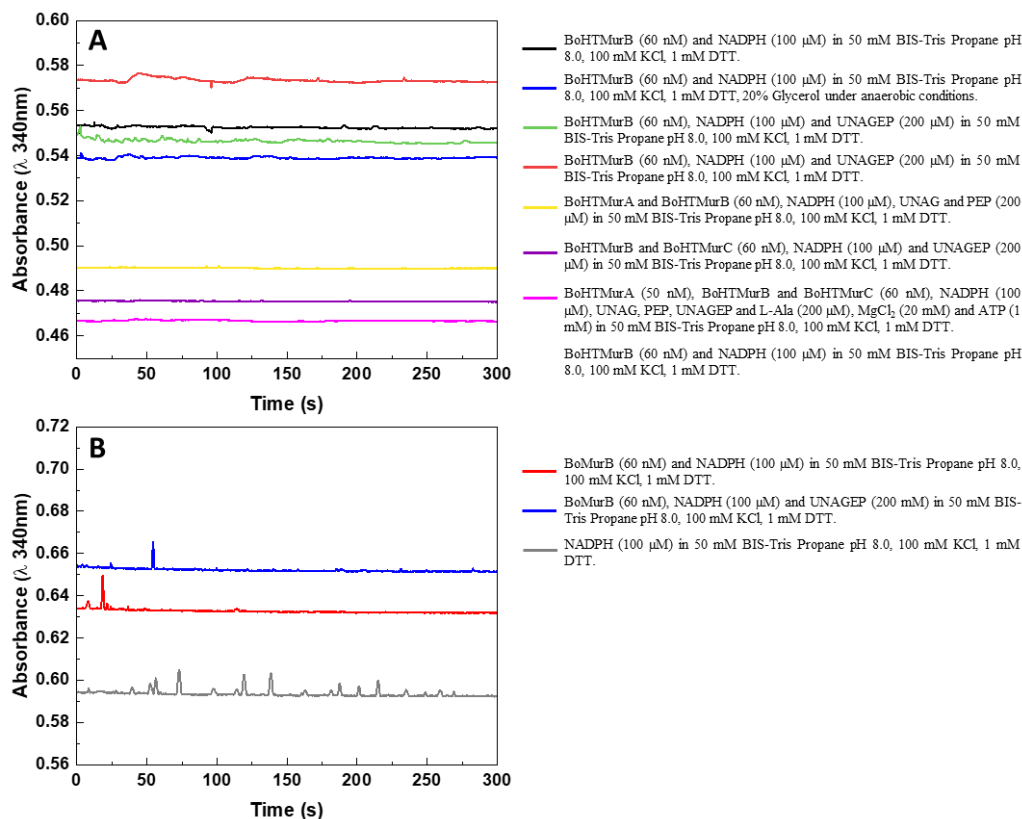 A
0.60
0.58
0.56
0.54
0.50
0.48
0.46
Absorbance (λ 340nm)
0
50
100
150
200
250
300
Time (s)
BoHTMurB (60 nM) and NADPH (100 μM) in 50 mM BIS-Tris Propane pH
8.0, 100 mM KCl, 1 mM DTT.
BoHTMurB (60 nM) and NADPH (100 μM) in 50 mM BIS-Tris Propane pH
8.0, 100 mM KCl, 1 mM DTT, 20% Glycerol under anaerobic conditions.
BoHTMurB (60 nM), NADPH (100 μM) and UNAGEP (200 μM) in 50 mM
BIS-Tris Propane pH 8.0, 100 mM KCl, 1 mM DTT.
BoHTMurB (60 nM), NADPH (100 μM) and UNAGEP (200 μM) in 50 mM
BIS-Tris Propane pH 8.0, 100 mM KCl, 1 mM DTT.
BoHTMurA and BoHTMurB (60 nM), NADPH (100 μM), UNAG and PEP (200
μM) in 50 mM BIS-Tris Propane pH 8.0, 100 mM KCl, 1 mM DTT.
BoHTMurB and BoHTMurC (60 nM), NADPH (100 μM) and UNAGEP (200
μM) in 50 mM BIS-Tris Propane pH 8.0, 100 mM KCl, 1 mM DTT.
BoHTMurA (50 nM), BoHTMurB and BoHTMurC (60 nM), NADPH (100
μM), UNAG, PEP, UNAGEP and L-Ala (200 μM), MgCl₂ (20 mM) and ATP (1
mM) in 50 mM BIS-Tris Propane pH 8.0, 100 mM KCl, 1 mM DTT.
BoHTMurB (60 nM) and NADPH (100 μM) in 50 mM BIS-Tris Propane pH
8.0, 100 mM KCl, 1 mM DTT.
B
0.72
0.70
0.68
0.66
0.64
0.62
0.60
0.58
0.56
Absorbance (λ 340nm)
0
50
100
150
200
250
300
Time (s)
BoMurB (60 nM) and NADPH (100 μM) in 50 mM BIS-Tris Propane pH 8.0,
100 mM KCl, 1 mM DTT.
BoMurB (60 nM), NADPH (100 μM) and UNAGEP (200 mM) in 50 mM BIS-
Tris Propane pH 8.0, 100 mM KCl, 1 mM DTT.
NADPH (100 μM) in 50 mM BIS-Tris Propane pH 8.0, 100 mM KCl, 1 mM
DTT.